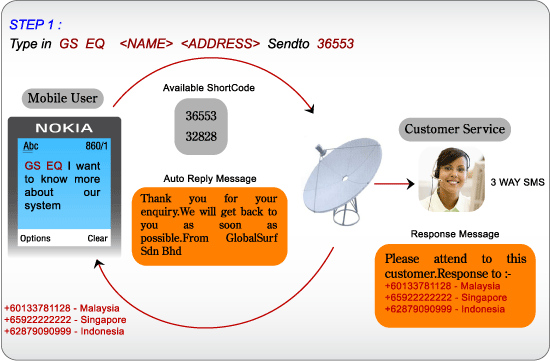 STEP 1 :
Type in GS EQ <NAME> <ADDRESS> Sendto 36553
Mobile User
NOKIA
Abc 860/1
GS EQ I want
to know more
about our
system
Options Clear
Available ShortCode
36553
32828
Auto Reply Message
Thank you for your
enquiry.We will get back to
you as soon as
possible.From GlobalSurf
Sdn Bhd
Customer Service
3 WAY SMS
Response Message
Please attend to this
customer.Response to :-
+60133781128 - Malaysia
+65922222222 - Singapore
+62879090999 - Indonesia
+60133781128 - Malaysia
+65922222222 - Singapore
+62879090999 - Indonesia